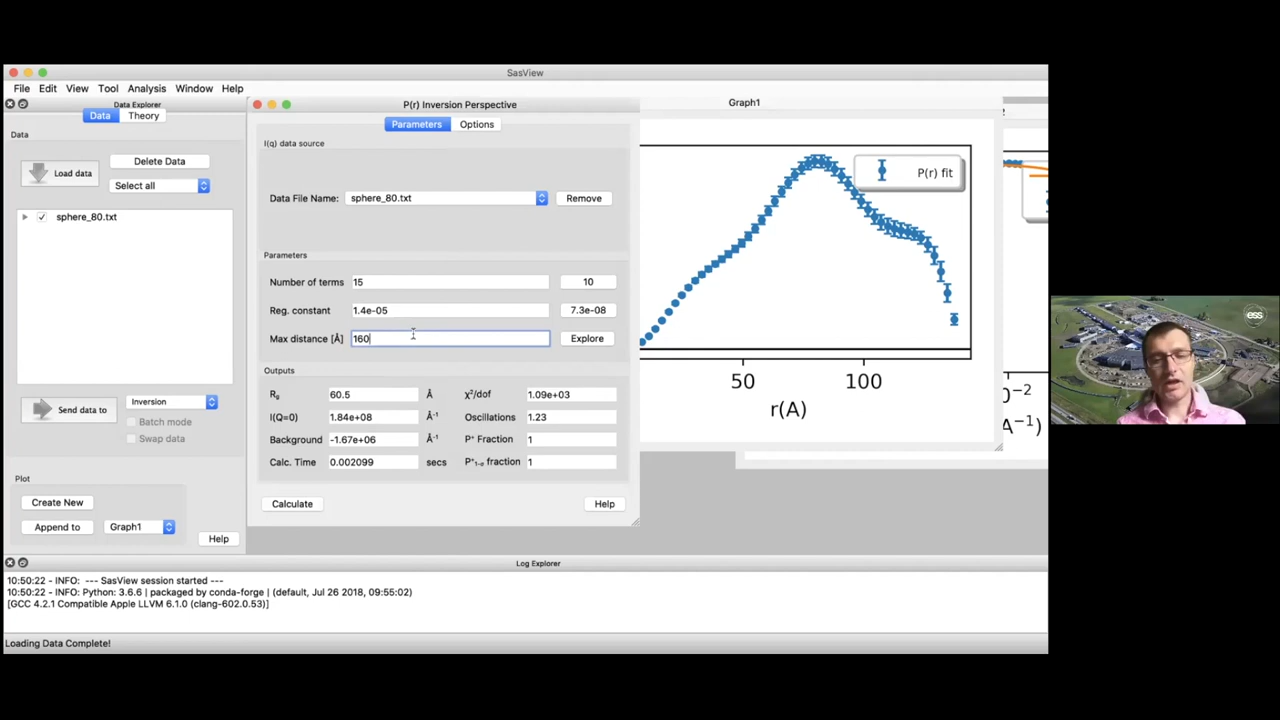 SasView
File Edit View Tool Analysis Window Help
Data Explorer
Data Theory
Data
Load data
Delete Data
Select all
sphere_80.txt
Send data to
Inversion
Batch mode
Swap data
Plot
Create New
Append to
Graph1
Help
P(r) Inversion Perspective
Parameters Options
I(q) data source
Data File Name: sphere_80.txt Remove
Parameters
Number of terms 15 10
Reg. constant 1.4e-05 7.3e-08
Max distance [Å] 160 Explore
Outputs
Rg 60.5 Å χ²/dof 1.09e+03
I(Q=0) 1.84e+08 Å⁻¹ Oscillations 1.23
Background -1.67e+06 Å⁻¹ P⁺ Fraction 1
Calc. Time 0.002099 secs P⁺1-σ fraction 1
Calculate Help
Graph1
P(r) fit
50 100
r(A)
10⁻²
(A⁻¹)
ess
Log Explorer
10:50:22 - INFO: --- SasView session started ---
10:50:22 - INFO: Python: 3.6.6 | packaged by conda-forge | (default, Jul 26 2018, 09:55:02)
[GCC 4.2.1 Compatible Apple LLVM 6.1.0 (clang-602.0.53)]
Loading Data Complete!